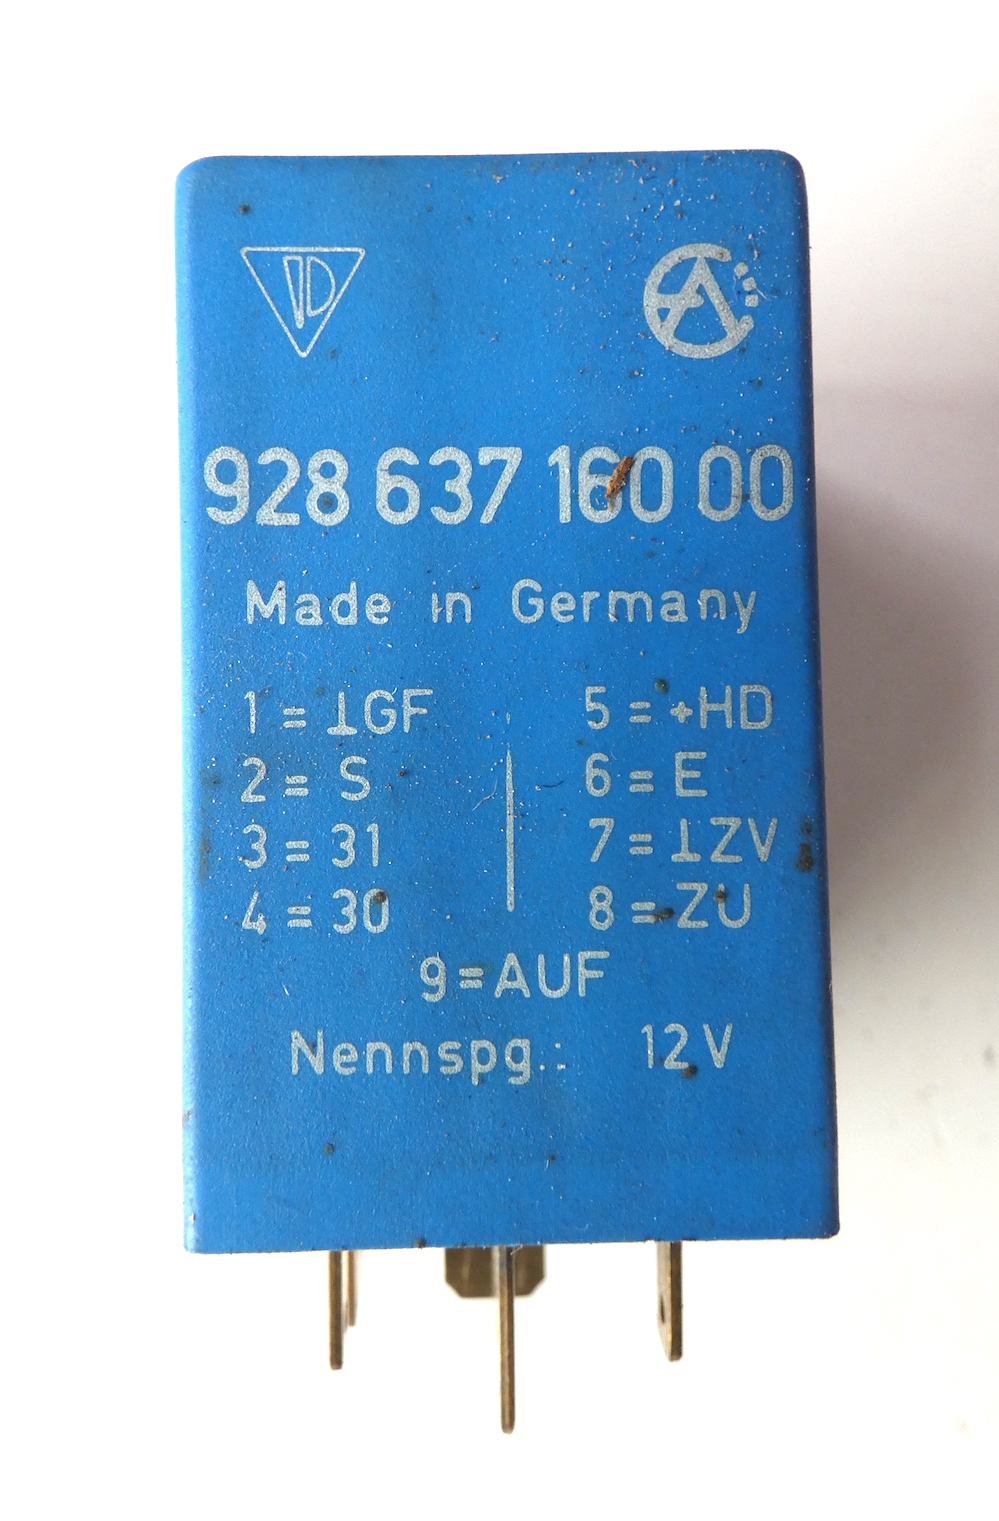 928 637 160 00
Made in Germany
1 = ⊥GF 5 = +HD
2 = S 6 = E
3 = 31 7 = ⊥ZV
4 = 30 8 = ZU
9=AUF
Nennspg.: 12V